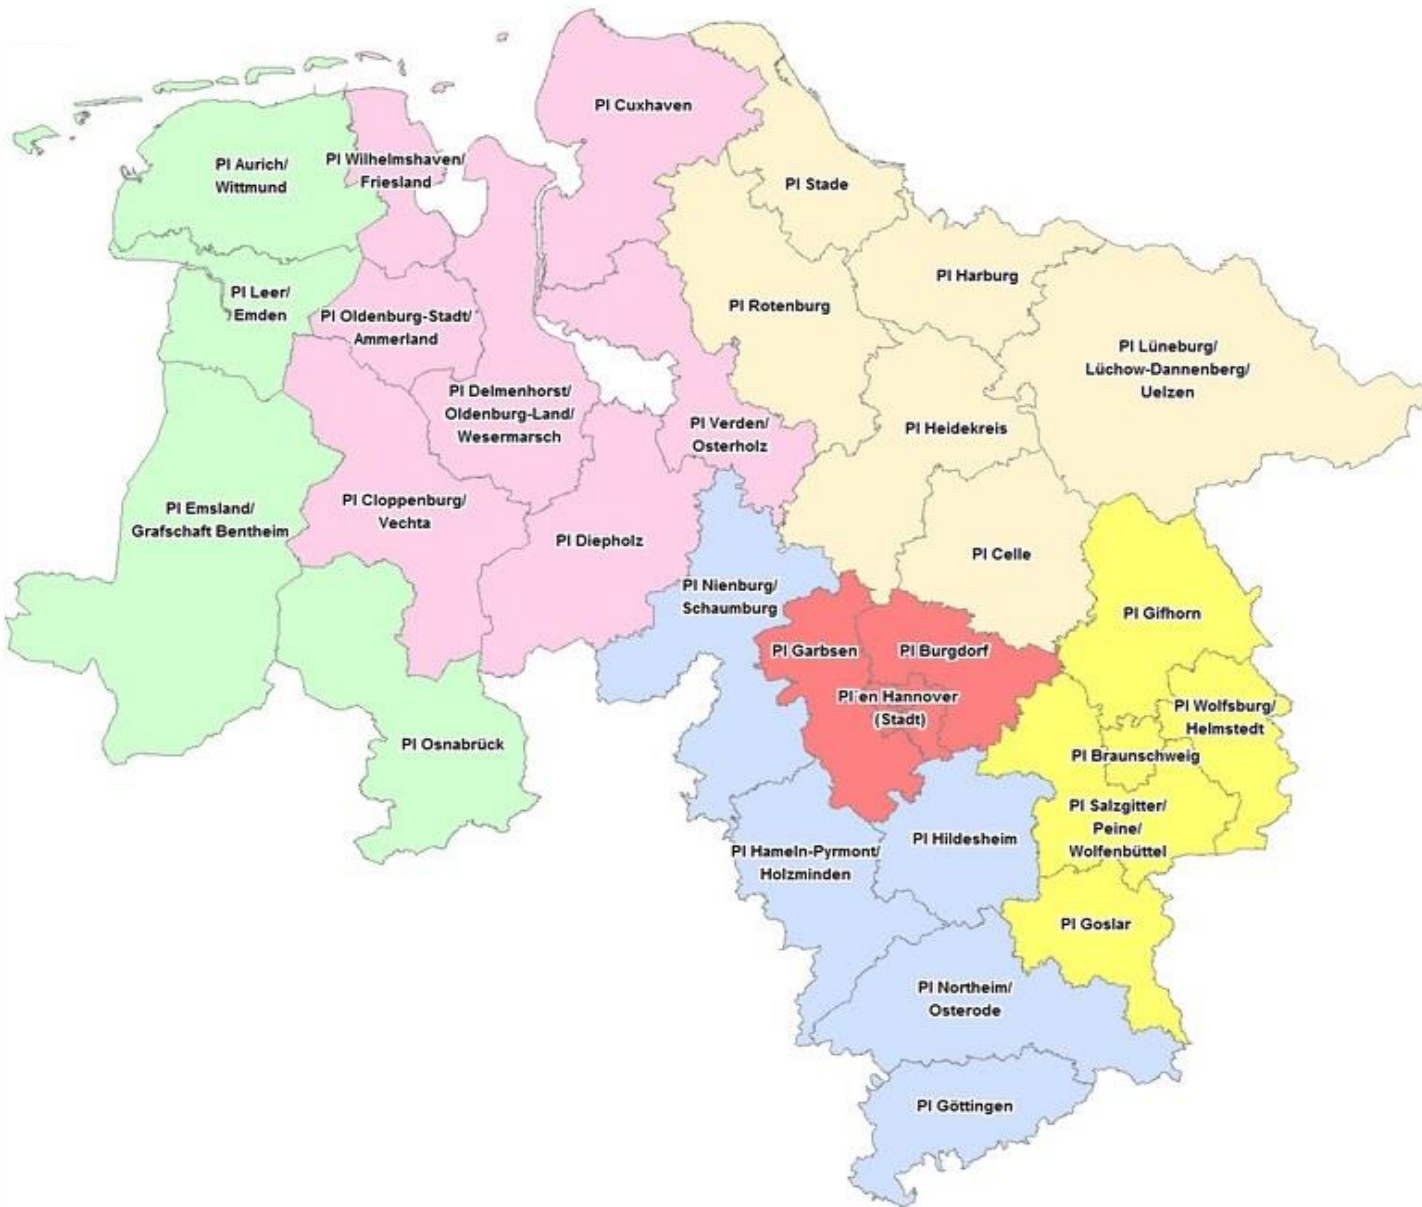 PI Cuxhaven
PI Aurich/
Wittmund
PI Wilhelmshaven/
Friesland
PI Stade
PI Harburg
PI Leer/
Emden
PI Oldenburg-Stadt/
Ammerland
PI Rotenburg
PI Lüneburg/
Lüchow-Dannenberg/
Uelzen
PI Delmenhorst/
Oldenburg-Land/
Wesermarsch
PI Verden/
Osterholz
PI Heidekreis
PI Emsland/
Grafschaft Bentheim
PI Cloppenburg/
Vechta
PI Diepholz
PI Celle
PI Nienburg/
Schaumburg
PI Gifhorn
PI Garbsen
PI Burgdorf
PI'en Hannover
(Stadt)
PI Wolfsburg/
Helmstedt
PI Osnabrück
PI Braunschweig
PI Salzgitter/
Peine/
Wolfenbüttel
PI Hildesheim
PI Hameln-Pyrmont/
Holzminden
PI Goslar
PI Northeim/
Osterode
PI Göttingen